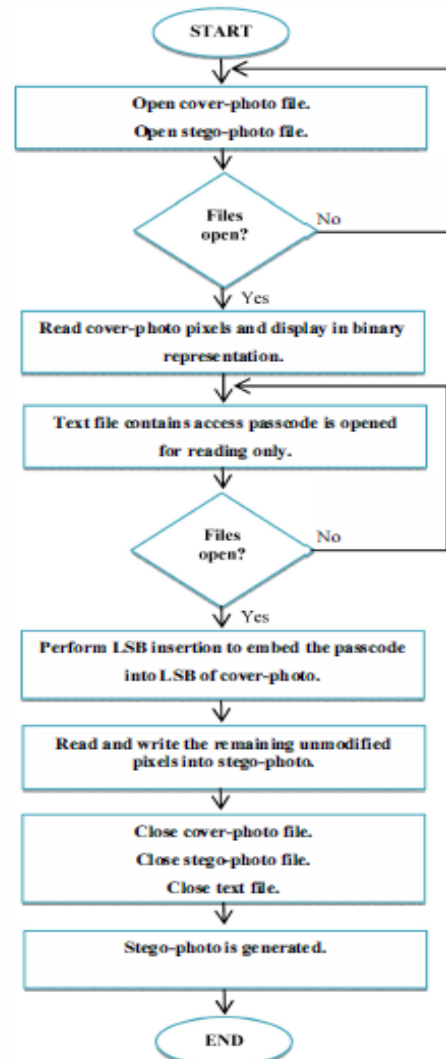 START
Open cover-photo file.
Open stego-photo file.
Files
open?
No
Yes
Read cover-photo pixels and display in binary
representation.
Text file contains access passcode is opened
for reading only.
Files
open?
No
Yes
Perform LSB insertion to embed the passcode
into LSB of cover-photo.
Read and write the remaining unmodified
pixels into stego-photo.
Close cover-photo file.
Close stego-photo file.
Close text file.
Stego-photo is generated.
END